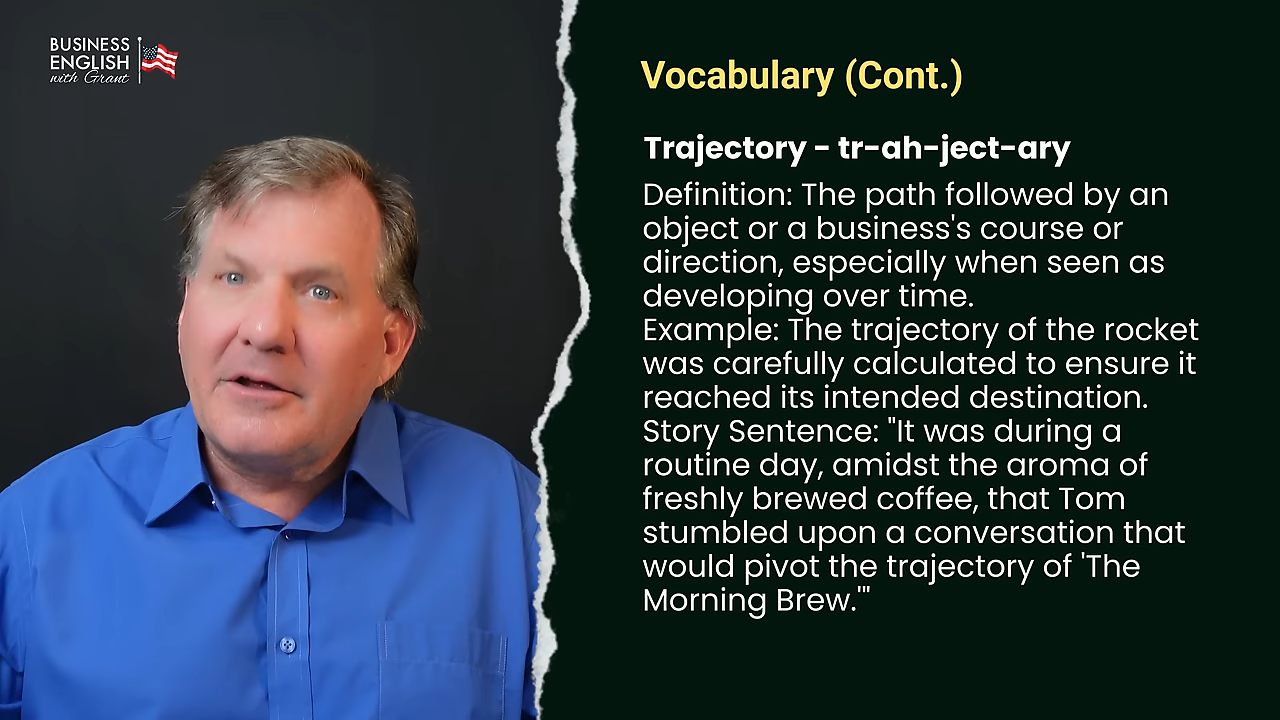 BUSINESS
ENGLISH
with Grant
Vocabulary (Cont.)
Trajectory - tr-ah-ject-ary
Definition: The path followed by an
object or a business's course or
direction, especially when seen as
developing over time.
Example: The trajectory of the rocket
was carefully calculated to ensure it
reached its intended destination.
Story Sentence: "It was during a
routine day, amidst the aroma of
freshly brewed coffee, that Tom
stumbled upon a conversation that
would pivot the trajectory of 'The
Morning Brew.'"